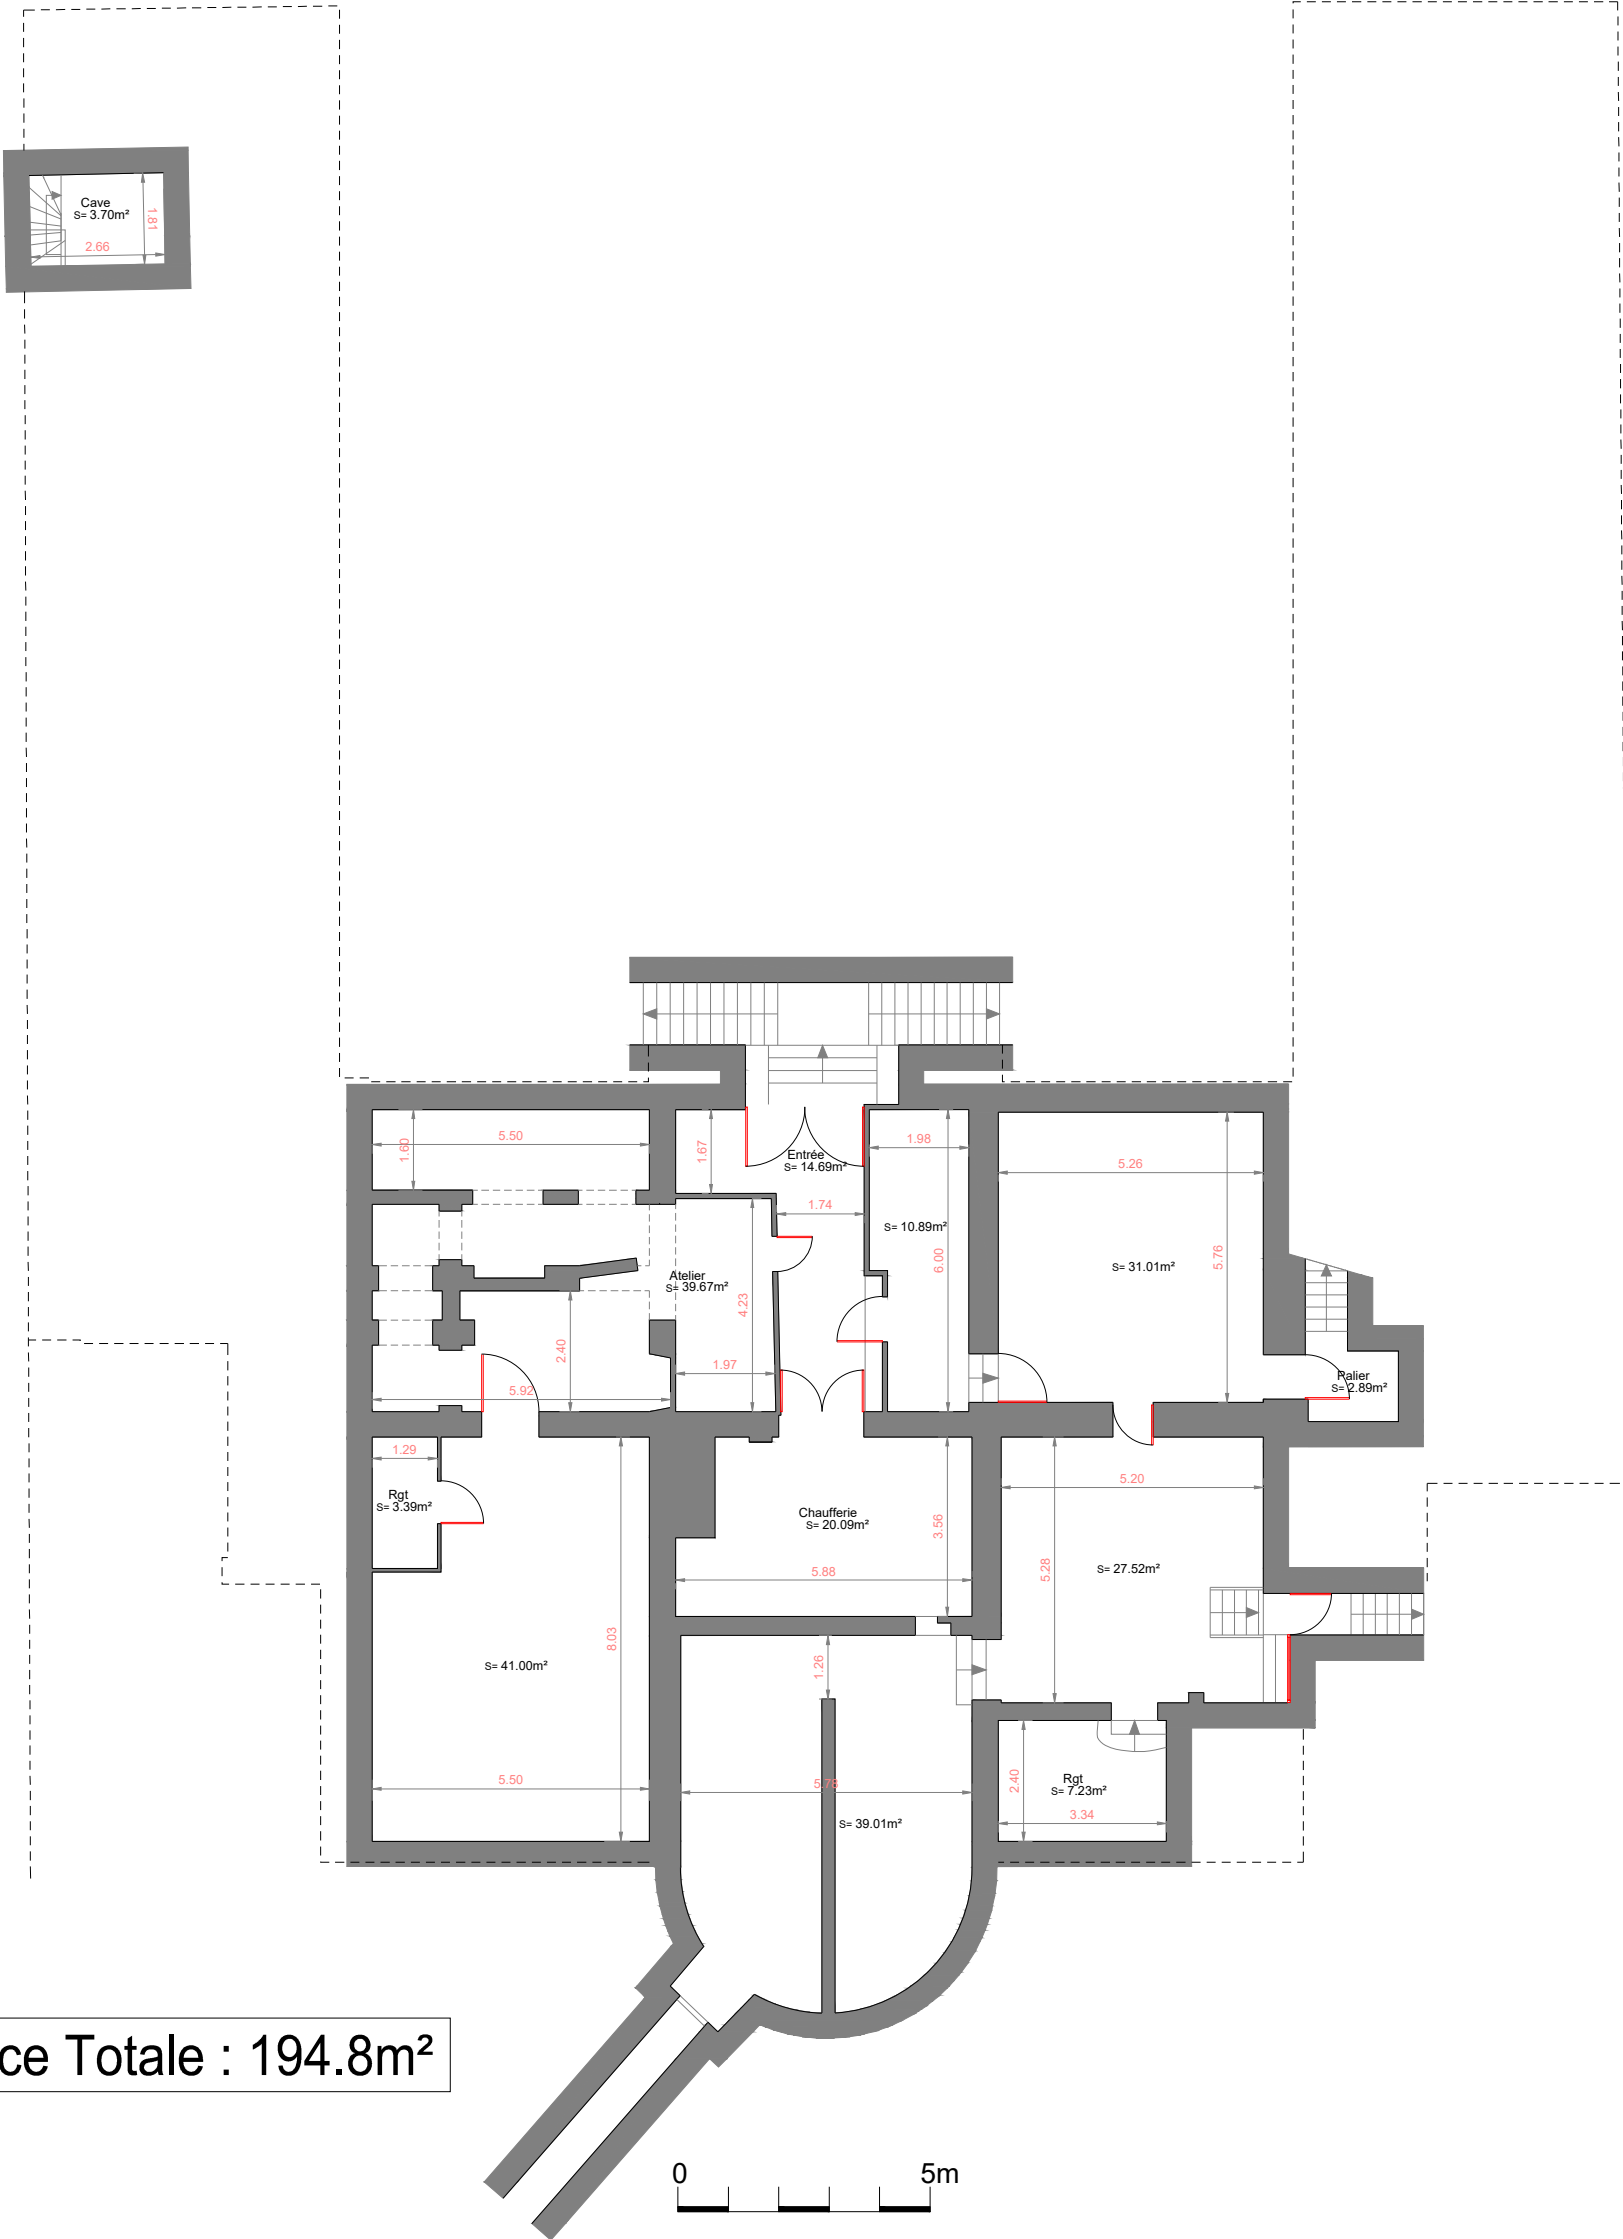 Cave
S= 3.70m²
1.81
2.66
5.50
1.60
1.67
Entrée
S= 14.69m²
1.98
5.26
1.74
S= 10.89m²
6.00
5.76
S= 31.01m²
Atelier
S= 39.67m²
4.23
2.40
1.97
5.92
Palier
S= 2.89m²
1.29
Rgt
S= 3.39m²
5.20
Chaufferie
S= 20.09m²
3.56
5.88
5.28
S= 27.52m²
8.03
S= 41.00m²
1.26
5.50
5.78
S= 39.01m²
2.40
Rgt
S= 7.23m²
3.34
ce Totale : 194.8m²
0 5m